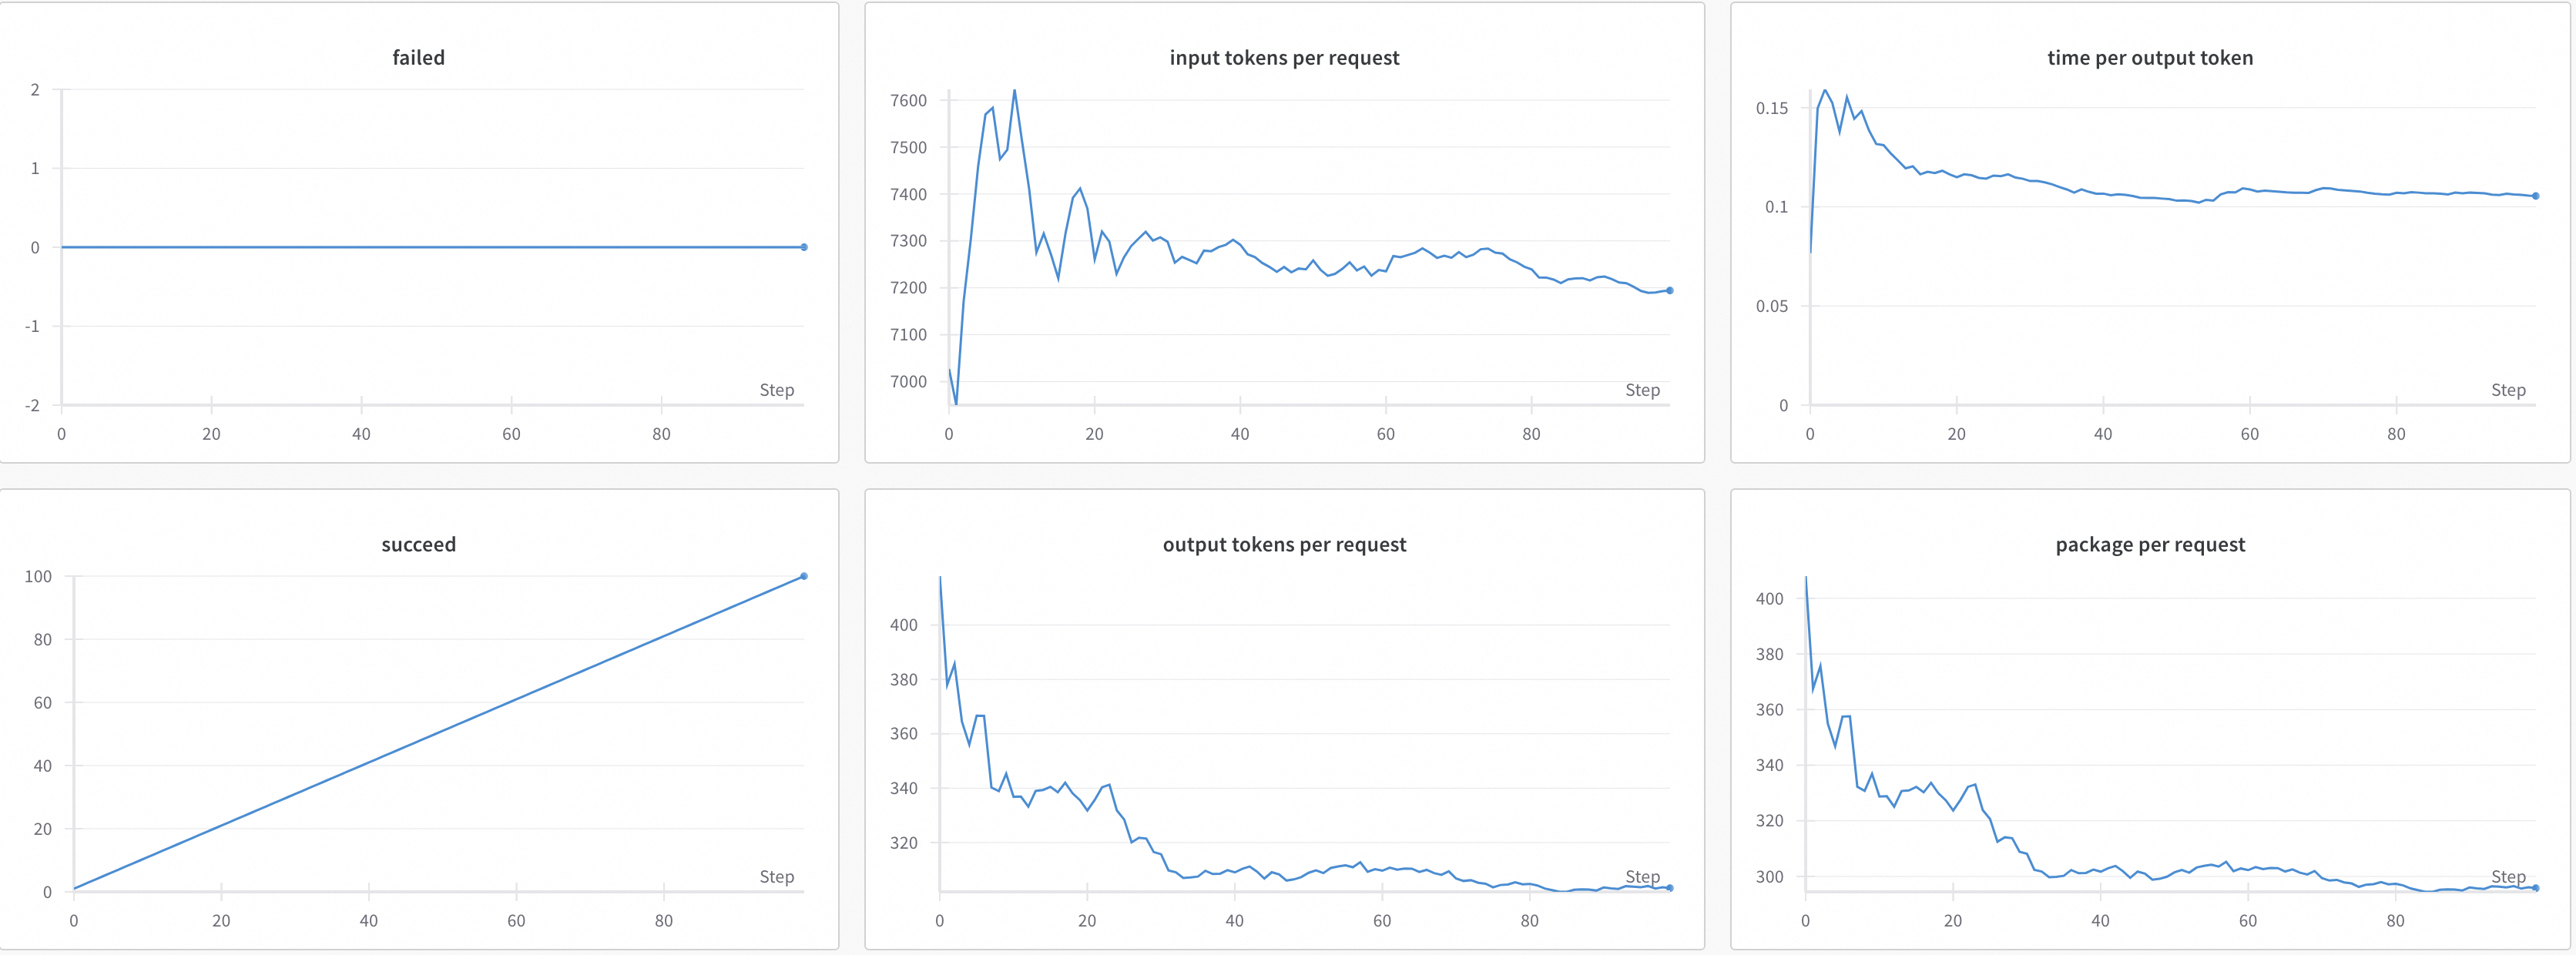 failed
2
1
0
-1
-2
0 20 40 60 80
Step
input tokens per request
7600
7500
7400
7300
7200
7100
7000
0 20 40 60 80
Step
time per output token
0.15
0.1
0.05
0
0 20 40 60 80
Step
succeed
100
80
60
40
20
0
0 20 40 60 80
Step
output tokens per request
400
380
360
340
320
0 20 40 60 80
Step
package per request
400
380
360
340
320
300
0 20 40 60 80
Step